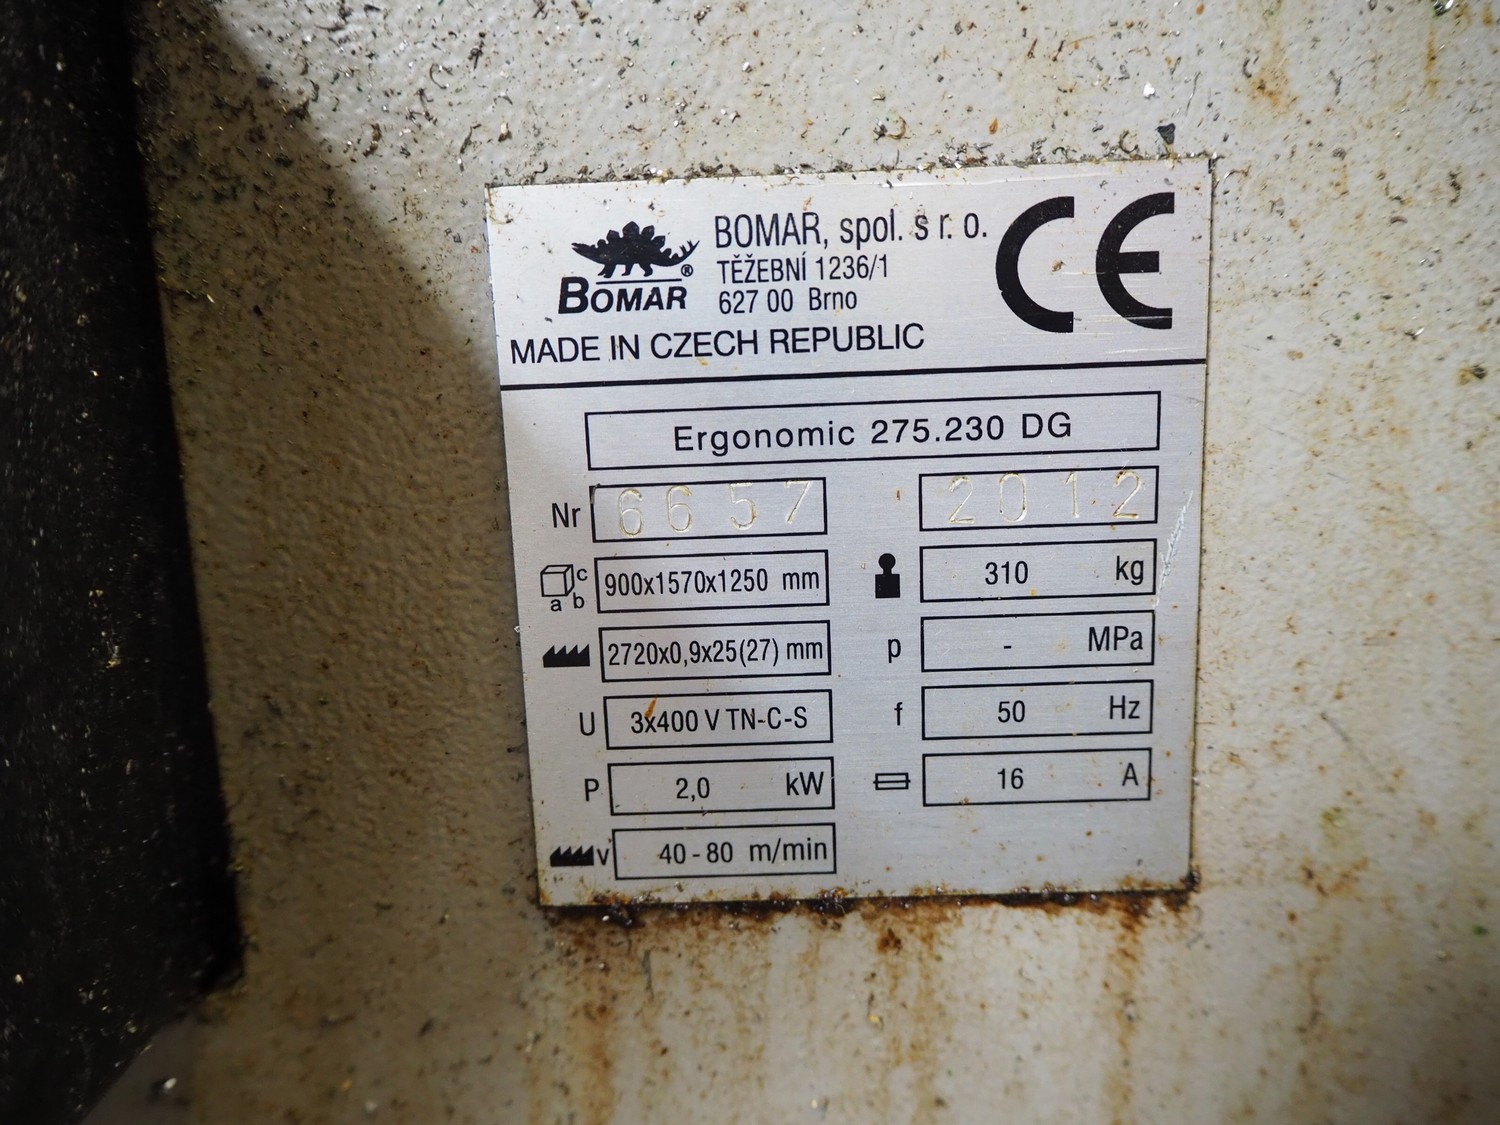 BOMAR®
BOMAR, spol. s r. o.
TĚŽEBNÍ 1236/1
627 00 Brno
CE
MADE IN CZECH REPUBLIC
Ergonomic 275.230 DG
Nr 6657 2012
a b c 900x1570x1250 mm 310 kg
2720x0,9x25(27) mm p - MPa
U 3x400 V TN-C-S f 50 Hz
P 2,0 kW 16 A
v 40-80 m/min